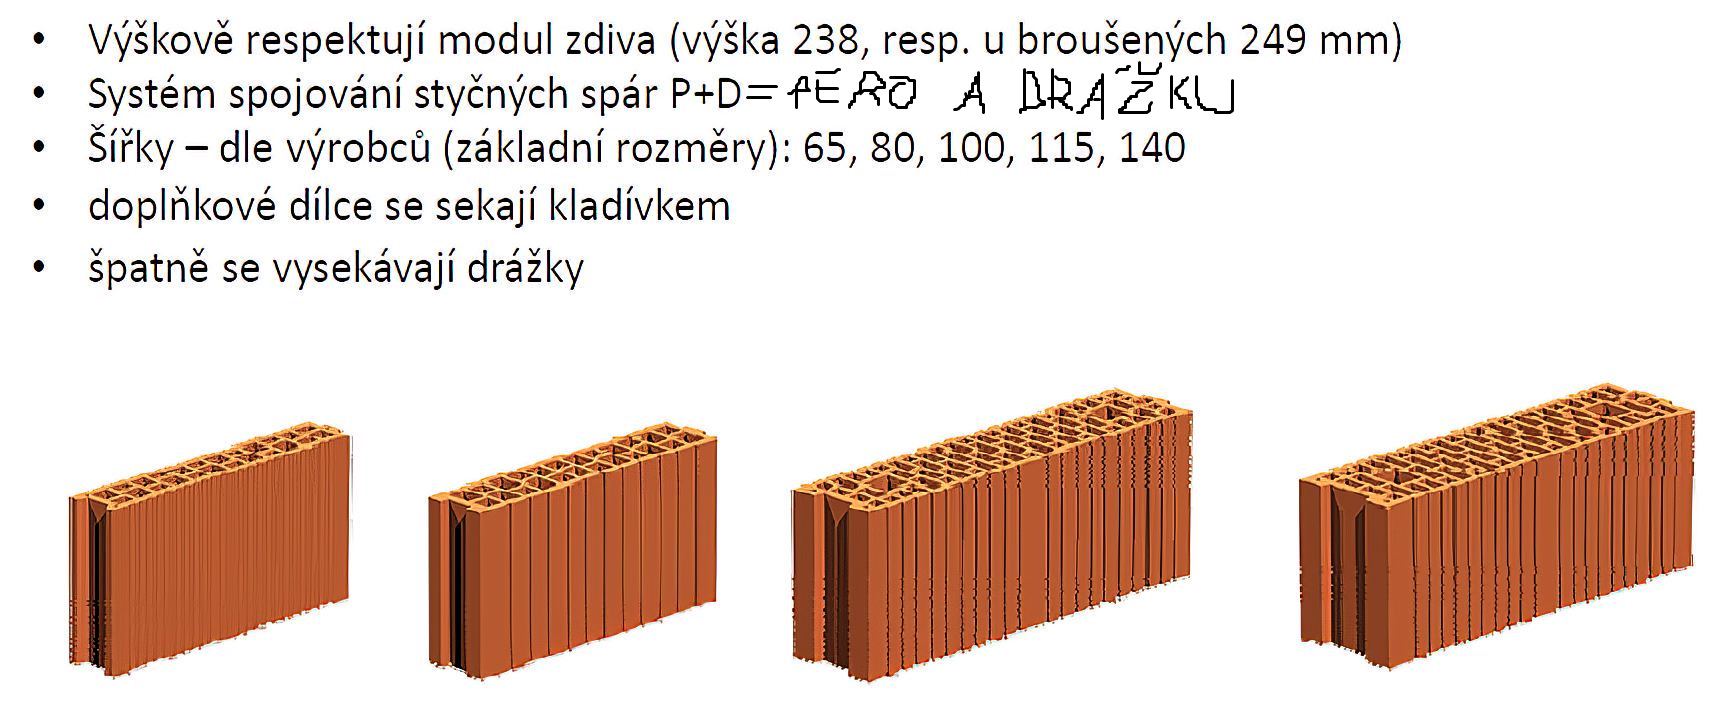 • Výškově respektují modul zdiva (výška 238, resp. u broušených 249 mm)
• Systém spojování styčných spár P+D= PERO A DRÁŽKU
• Šířky – dle výrobců (základní rozměry): 65, 80, 100, 115, 140
• doplňkové dílce se sekají kladívkem
• špatně se vysekávají drážky